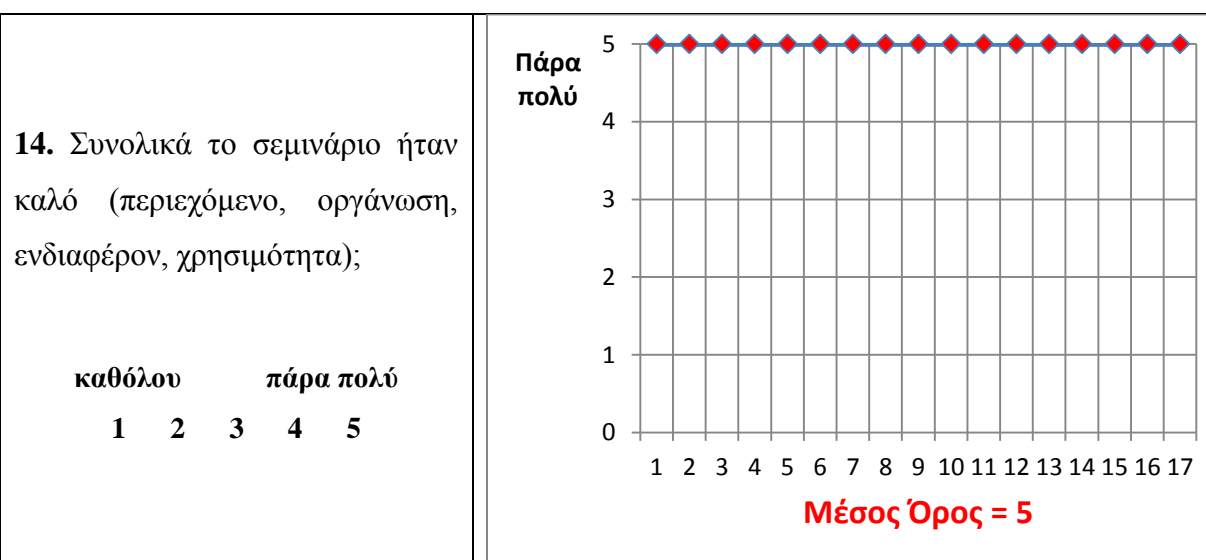 14. Συνολικά το σεμινάριο ήταν
καλό (περιεχόμενο, οργάνωση,
ενδιαφέρον, χρησιμότητα);
καθόλου πάρα πολύ
1 2 3 4 5
Πάρα
πολύ
5
4
3
2
1
0
1 2 3 4 5 6 7 8 9 10 11 12 13 14 15 16 17
Μέσος Όρος = 5